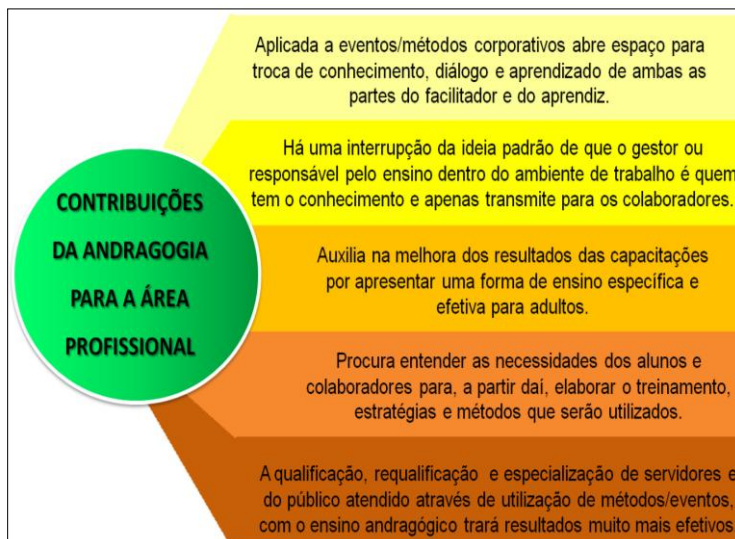 CONTRIBUIÇÕES
DA ANDRAGOGIA
PARA A ÁREA
PROFISSIONAL
Aplicada a eventos/métodos corporativos abre espaço para
troca de conhecimento, diálogo e aprendizado de ambas as
partes do facilitador e do aprendiz.
Há uma interrupção da ideia padrão de que o gestor ou
responsável pelo ensino dentro do ambiente de trabalho é quem
tem o conhecimento e apenas transmite para os colaboradores.
Auxilia na melhora dos resultados das capacitações
por apresentar uma forma de ensino específica e
efetiva para adultos.
Procura entender as necessidades dos alunos e
colaboradores para, a partir daí, elaborar o treinamento,
estratégias e métodos que serão utilizados.
A qualificação, requalificação e especialização de servidores e
do público atendido através de utilização de métodos/eventos,
com o ensino andragógico trará resultados muito mais efetivos